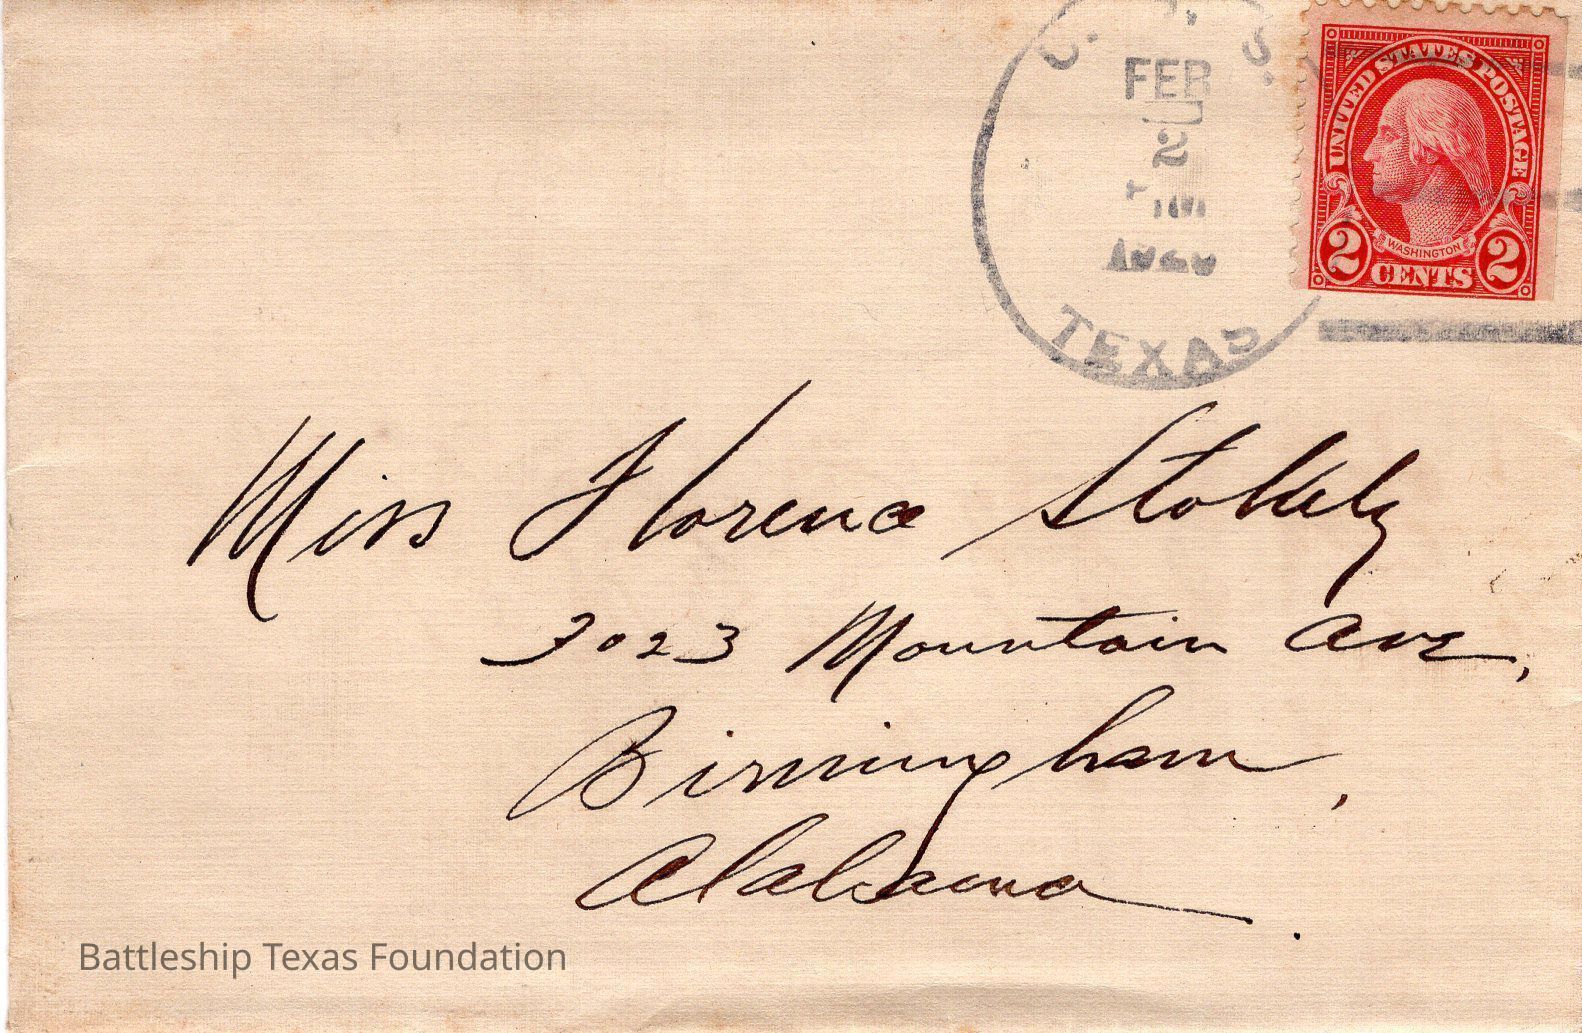 U. S. S.
FEB
2
TEXAS
UNITED STATES POSTAGE
WASHINGTON
2 CENTS 2
Miss Florence Stokely
3023 Mountain Ave,
Birmingham,
Alabama.
Battleship Texas Foundation